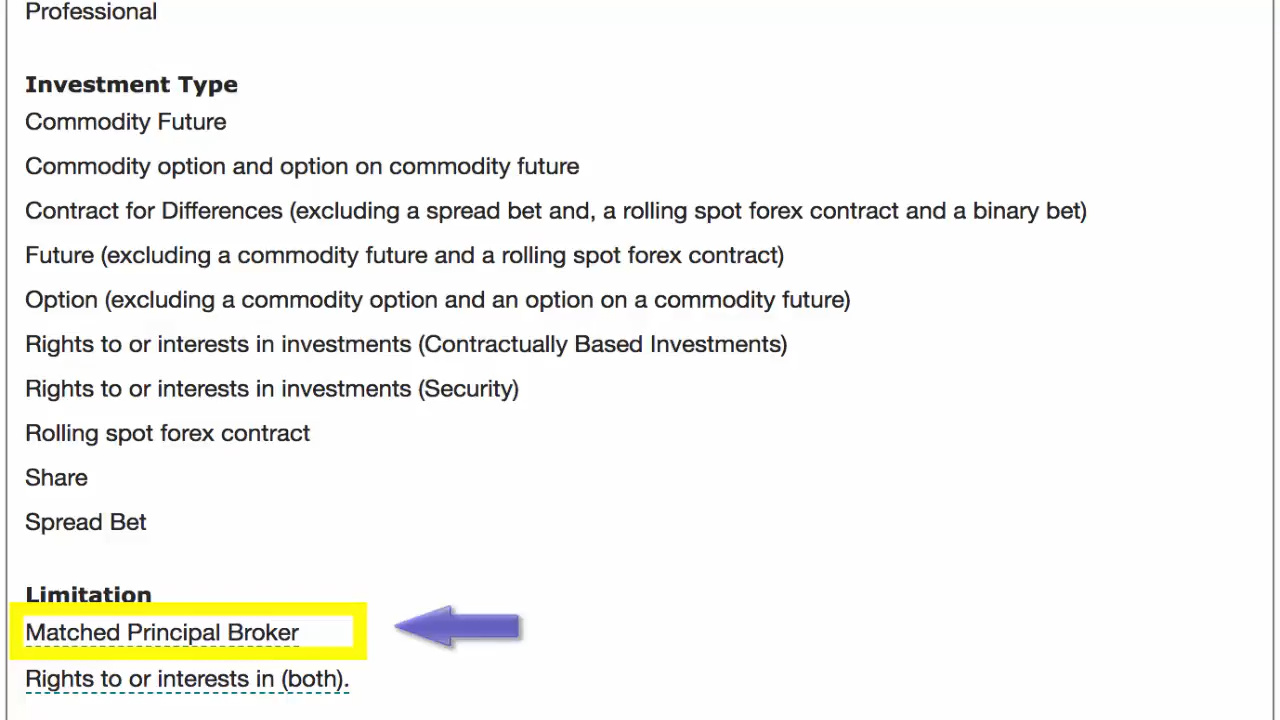 Professional
Investment Type
Commodity Future
Commodity option and option on commodity future
Contract for Differences (excluding a spread bet and, a rolling spot forex contract and a binary bet)
Future (excluding a commodity future and a rolling spot forex contract)
Option (excluding a commodity option and an option on a commodity future)
Rights to or interests in investments (Contractually Based Investments)
Rights to or interests in investments (Security)
Rolling spot forex contract
Share
Spread Bet
Limitation
Matched Principal Broker
Rights to or interests in (both).